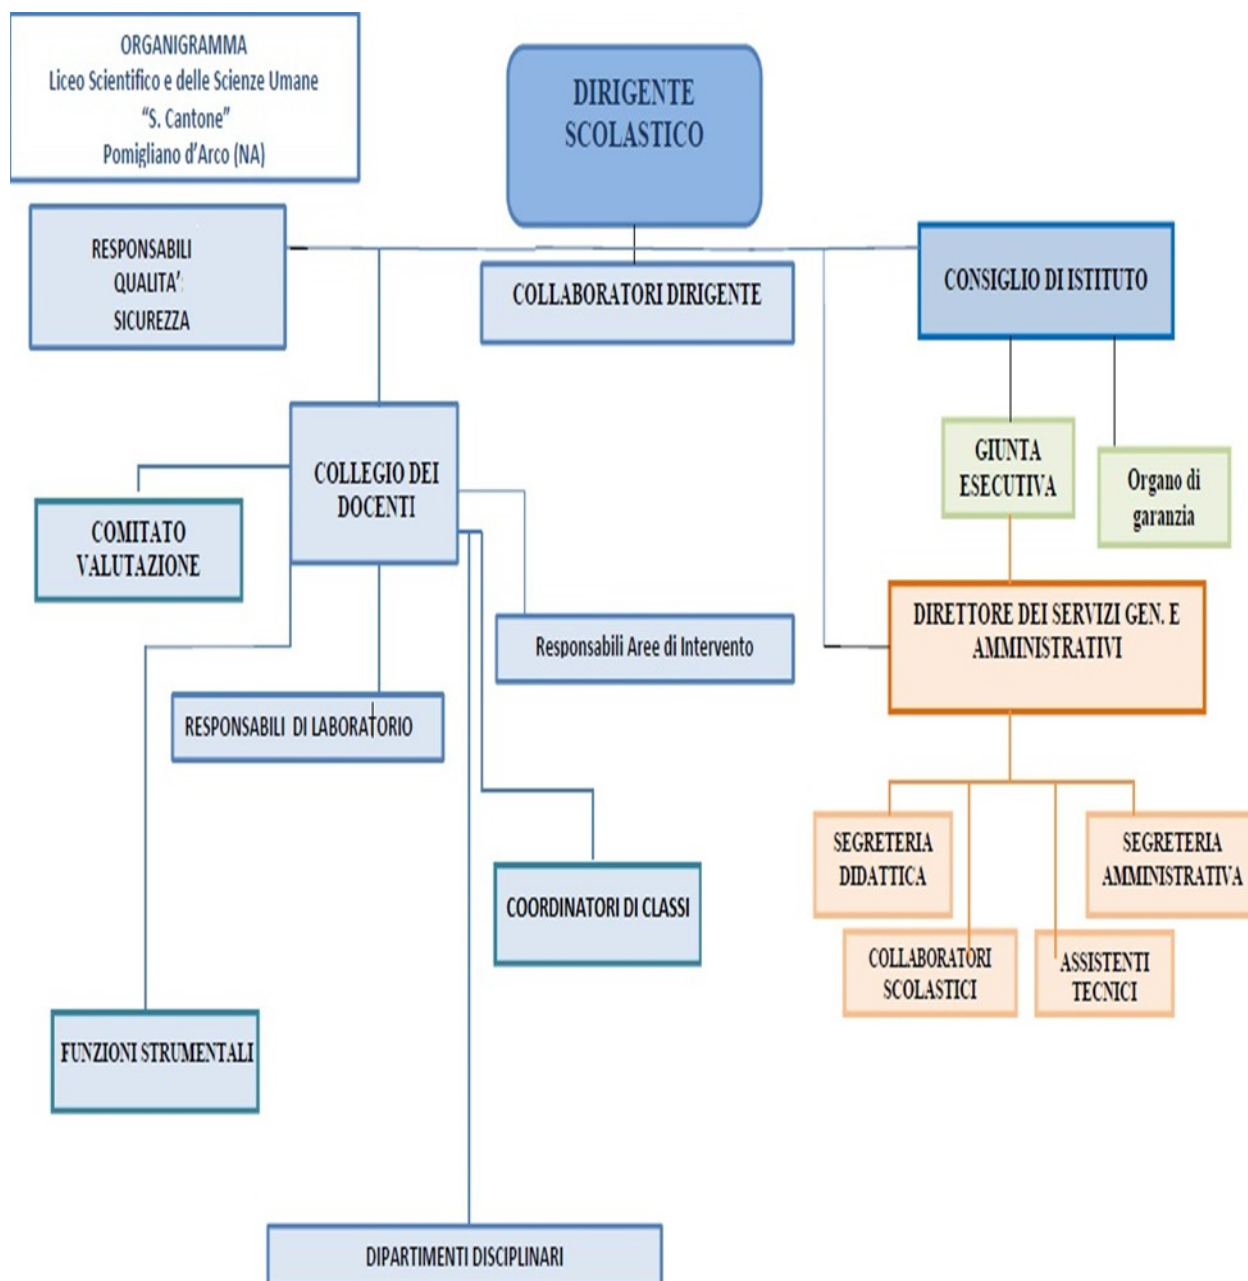 ORGANIGRAMMA
Liceo Scientifico e delle Scienze Umane
“S. Cantone”
Pomigliano d’Arco (NA)
DIRIGENTE
SCOLASTICO
RESPONSABILI
QUALITA’:
SICUREZZA
COLLABORATORI DIRIGENTE
CONSIGLIO DI ISTITUTO
COLLEGIO DEI
DOCENTI
GIUNTA
ESECUTIVA
Organo di
garanzia
COMITATO
VALUTAZIONE
DIRETTORE DEI SERVIZI GEN. E
AMMINISTRATIVI
Responsabili Aree di Intervento
RESPONSABILI DI LABORATORIO
SEGRETERIA
DIDATTICA
SEGRETERIA
AMMINISTRATIVA
COORDINATORI DI CLASSI
COLLABORATORI
SCOLASTICI
ASSISTENTI
TECNICI
FUNZIONI STRUMENTALI
DIPARTIMENTI DISCIPLINARI